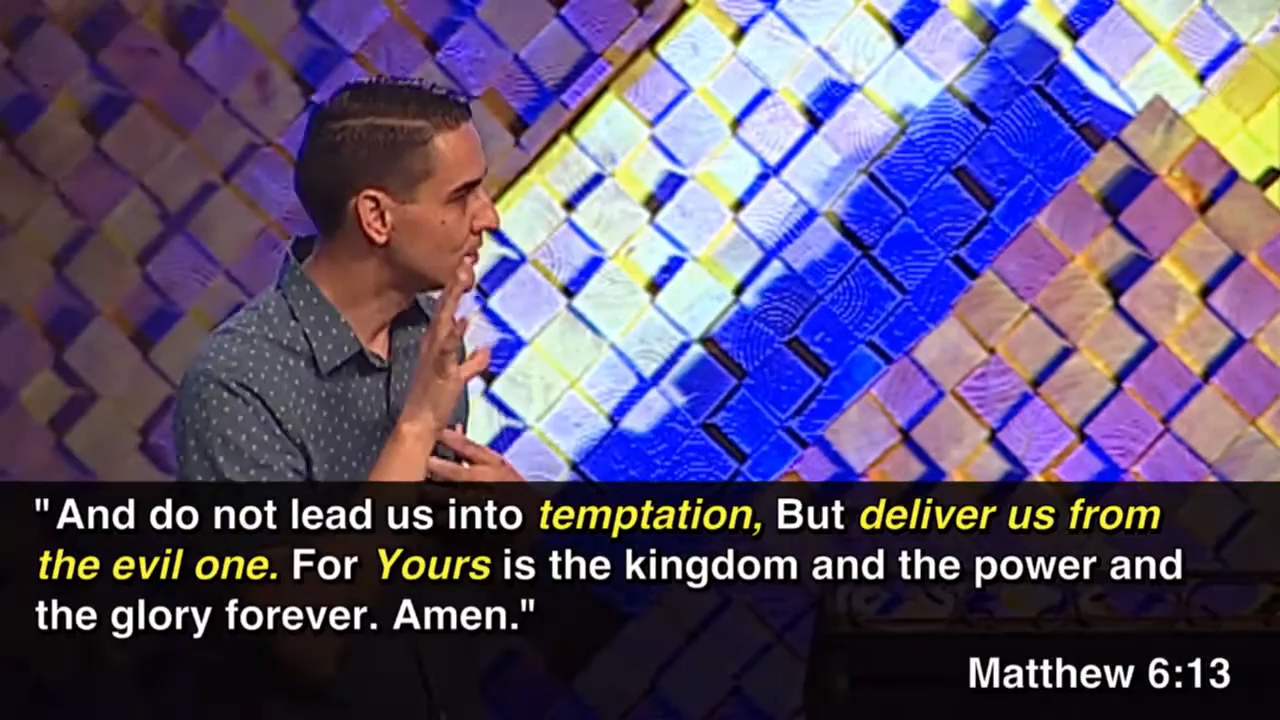 "And do not lead us into temptation, But deliver us from
the evil one. For Yours is the kingdom and the power and
the glory forever. Amen."
Matthew 6:13